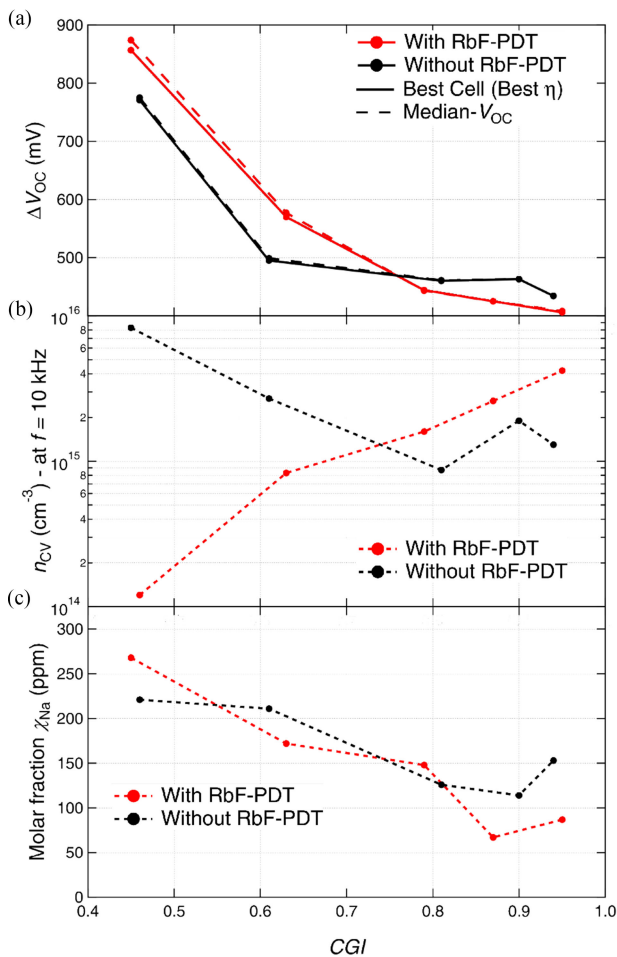 (a)
900
800
700
600
500
ΔVOC (mV)
With RbF-PDT
Without RbF-PDT
Best Cell (Best η)
Median-VOC
(b)
10^16
8
6
4
2
10^15
8
6
4
2
10^14
nCV (cm^-3) - at f = 10 kHz
With RbF-PDT
Without RbF-PDT
(c)
300
250
200
150
100
50
0
Molar fraction χNa (ppm)
With RbF-PDT
Without RbF-PDT
0.4 0.5 0.6 0.7 0.8 0.9 1.0
CGI